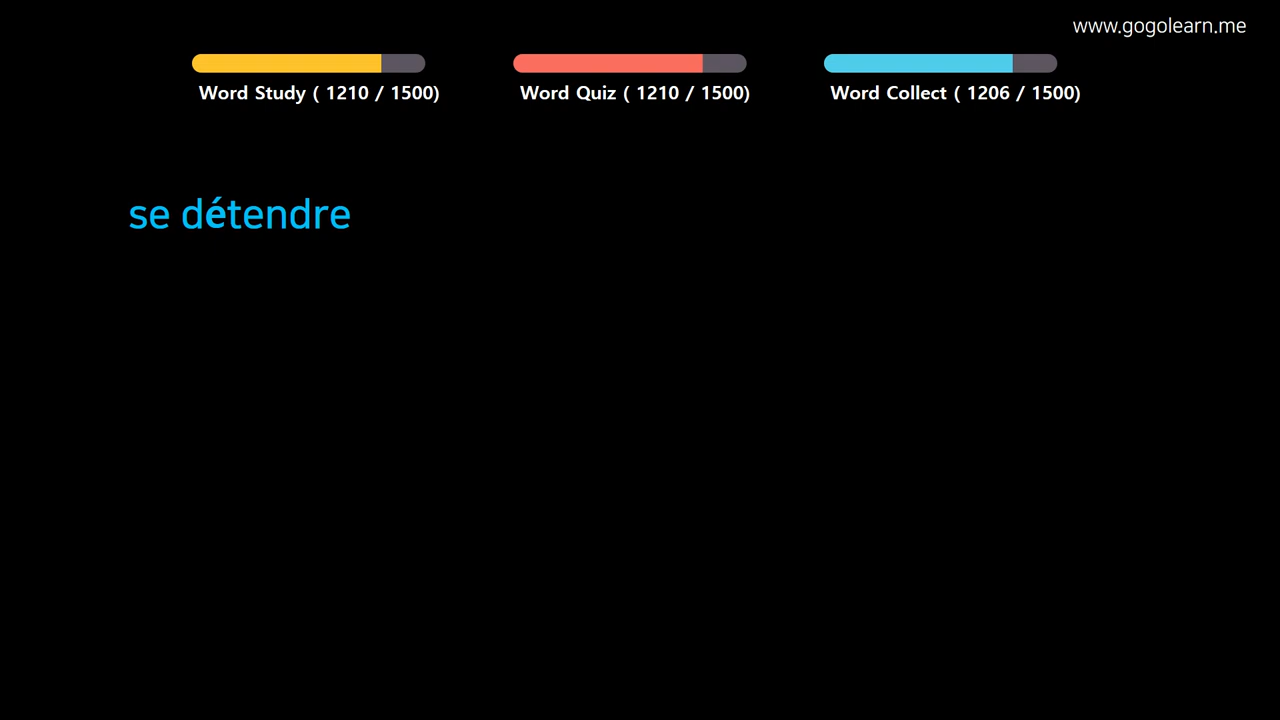 www.gogolearn.me
Word Study ( 1210 / 1500)
Word Quiz ( 1210 / 1500)
Word Collect ( 1206 / 1500)
se détendre